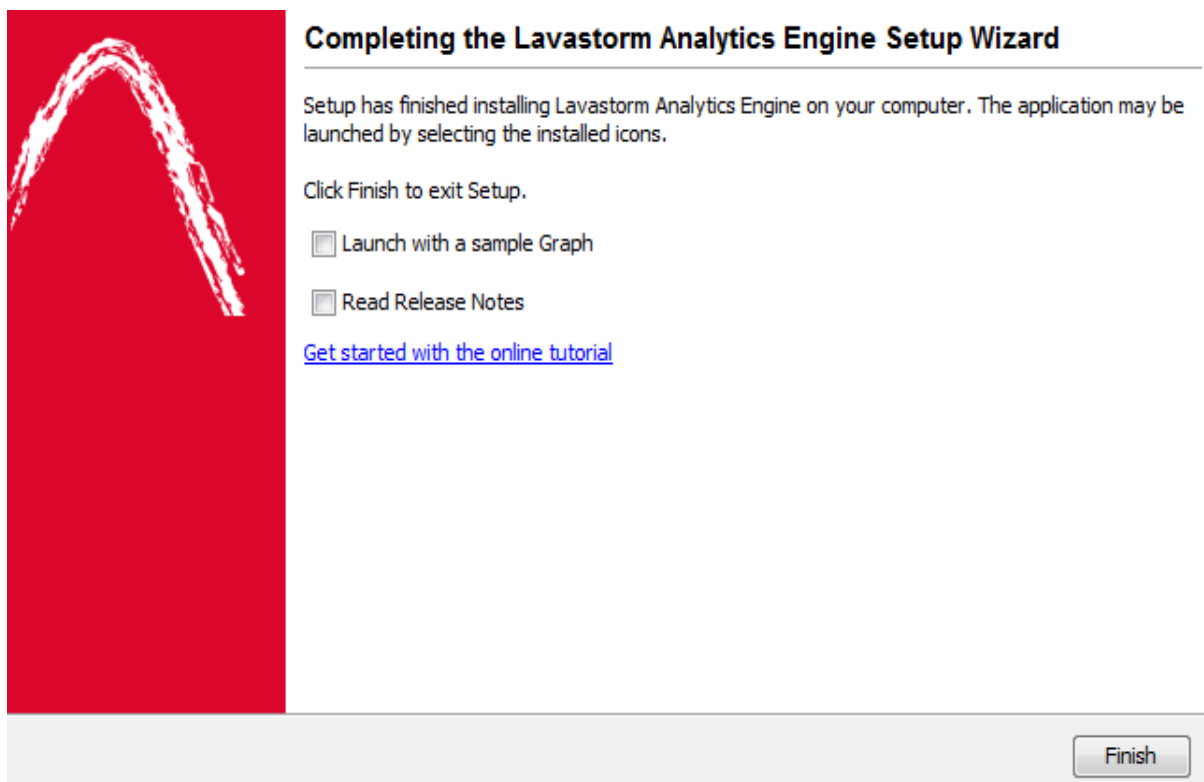 Completing the Lavastorm Analytics Engine Setup Wizard
Setup has finished installing Lavastorm Analytics Engine on your computer. The application may be
launched by selecting the installed icons.
Click Finish to exit Setup.
Launch with a sample Graph
Read Release Notes
Get started with the online tutorial
Finish